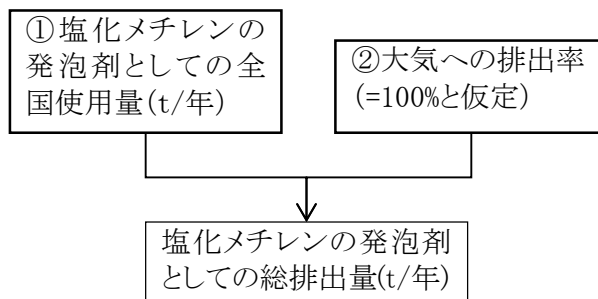 ①塩化メチレンの
発泡剤としての全
国使用量(t/年)
②大気への排出率
(=100%と仮定)
塩化メチレンの発泡剤
としての総排出量(t/年)